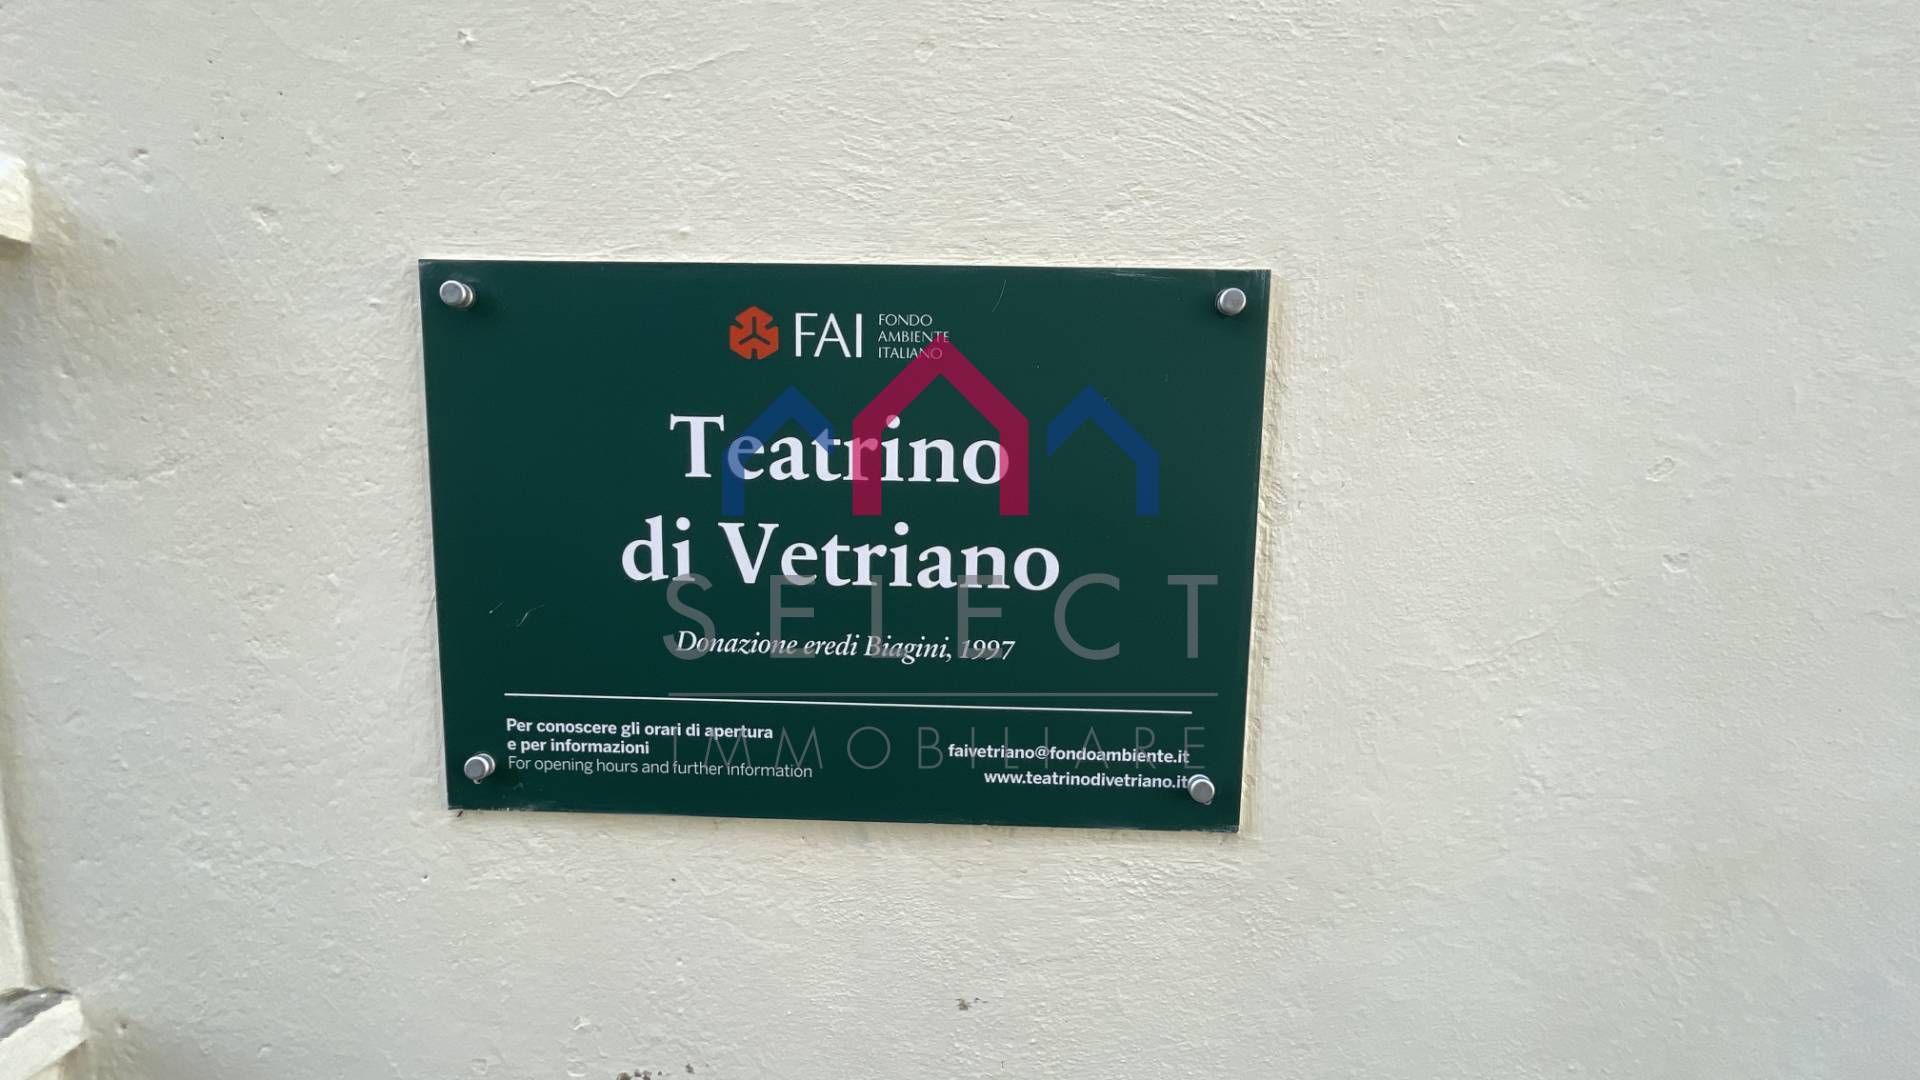 FAI
FONDO
AMBIENTE
ITALIANO
Teatrino
di Vetriano
SELECT
Donazione eredi Biagini, 1997
Per conoscere gli orari di apertura
e per informazioni
For opening hours and further information
IMMOBILIARE
faivetriano@fondoambiente.it
www.teatrinodivetriano.it